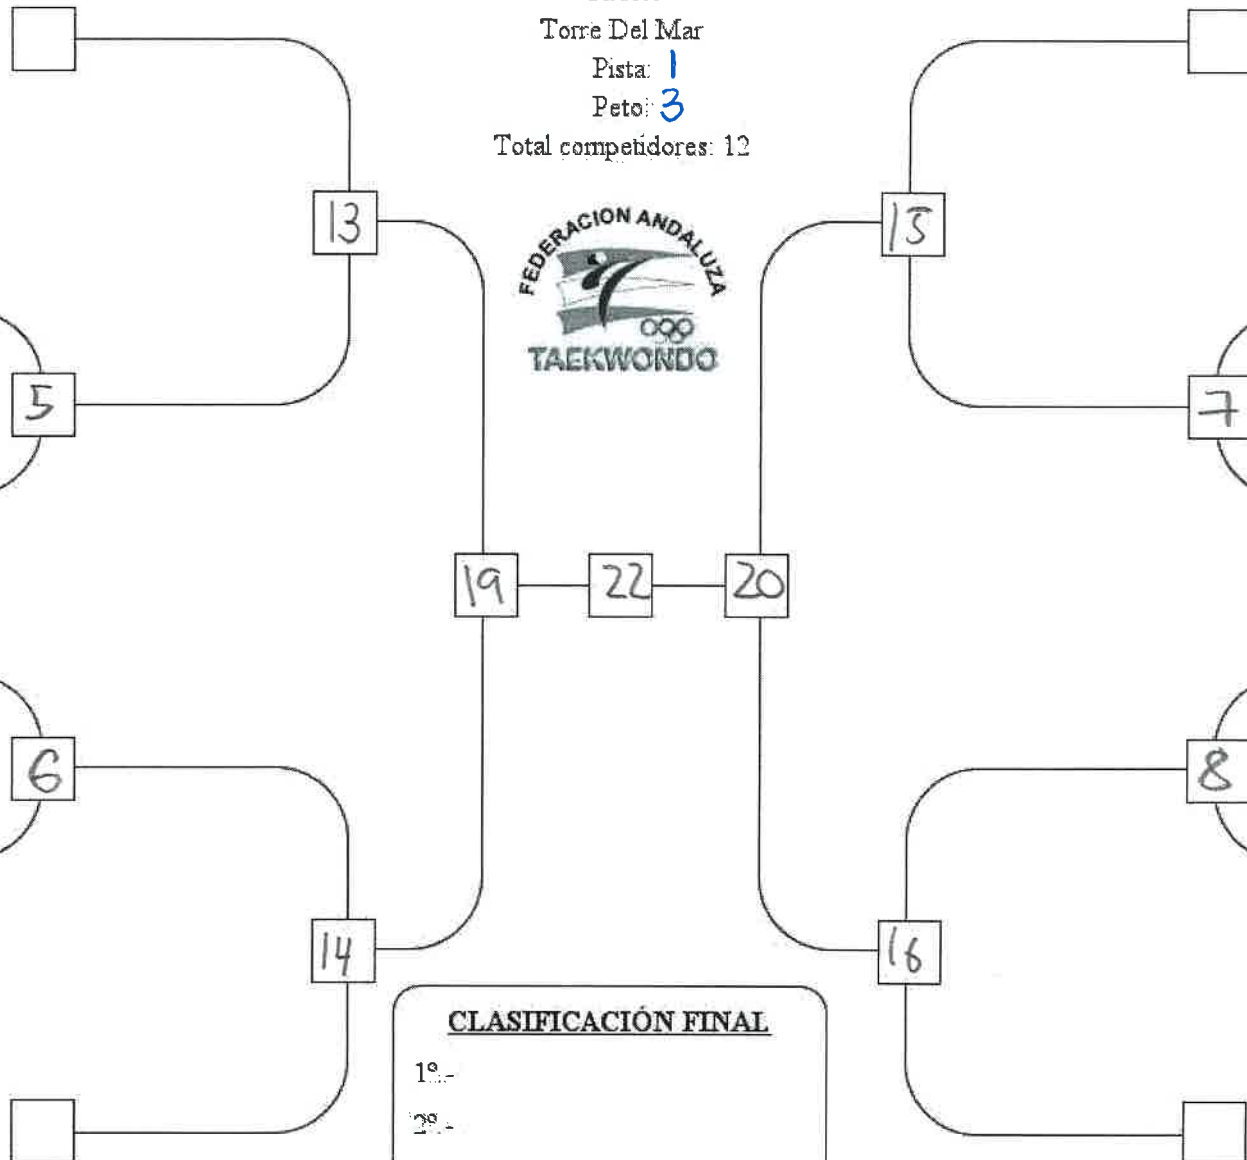 Torre Del Mar
Pista: 1
Peto: 3
Total competidores: 12
13
15
FEDERACION ANDALUZA
TAEKWONDO
5
7
19
22
20
6
8
14
16
CLASIFICACIÓN FINAL
1º.-
2º.-